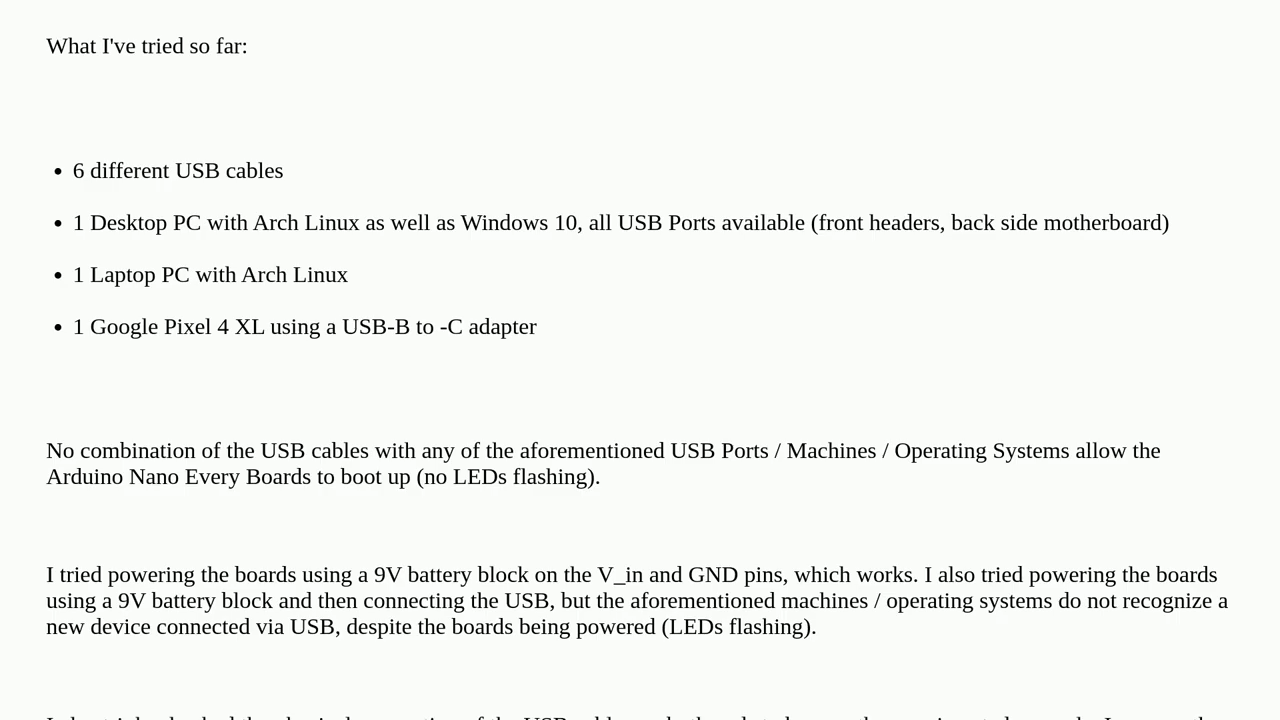 What I've tried so far:
• 6 different USB cables
• 1 Desktop PC with Arch Linux as well as Windows 10, all USB Ports available (front headers, back side motherboard)
• 1 Laptop PC with Arch Linux
• 1 Google Pixel 4 XL using a USB-B to -C adapter
No combination of the USB cables with any of the aforementioned USB Ports / Machines / Operating Systems allow the
Arduino Nano Every Boards to boot up (no LEDs flashing).
I tried powering the boards using a 9V battery block on the V_in and GND pins, which works. I also tried powering the boards
using a 9V battery block and then connecting the USB, but the aforementioned machines / operating systems do not recognize a
new device connected via USB, despite the boards being powered (LEDs flashing).